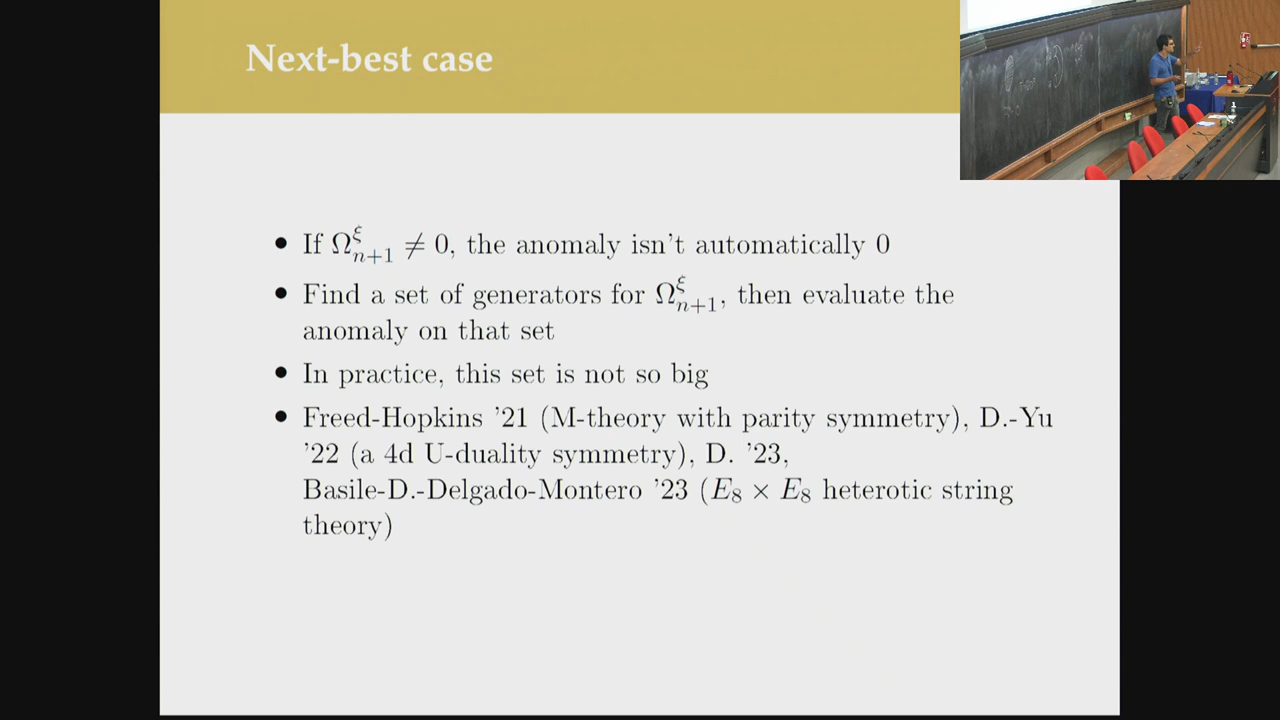 Next-best case
• If Ω^ξ_{n+1} ≠ 0, the anomaly isn't automatically 0
• Find a set of generators for Ω^ξ_{n+1}, then evaluate the
anomaly on that set
• In practice, this set is not so big
• Freed-Hopkins '21 (M-theory with parity symmetry), D.-Yu
'22 (a 4d U-duality symmetry), D. '23,
Basile-D.-Delgado-Montero '23 (E₈ × E₈ heterotic string
theory)